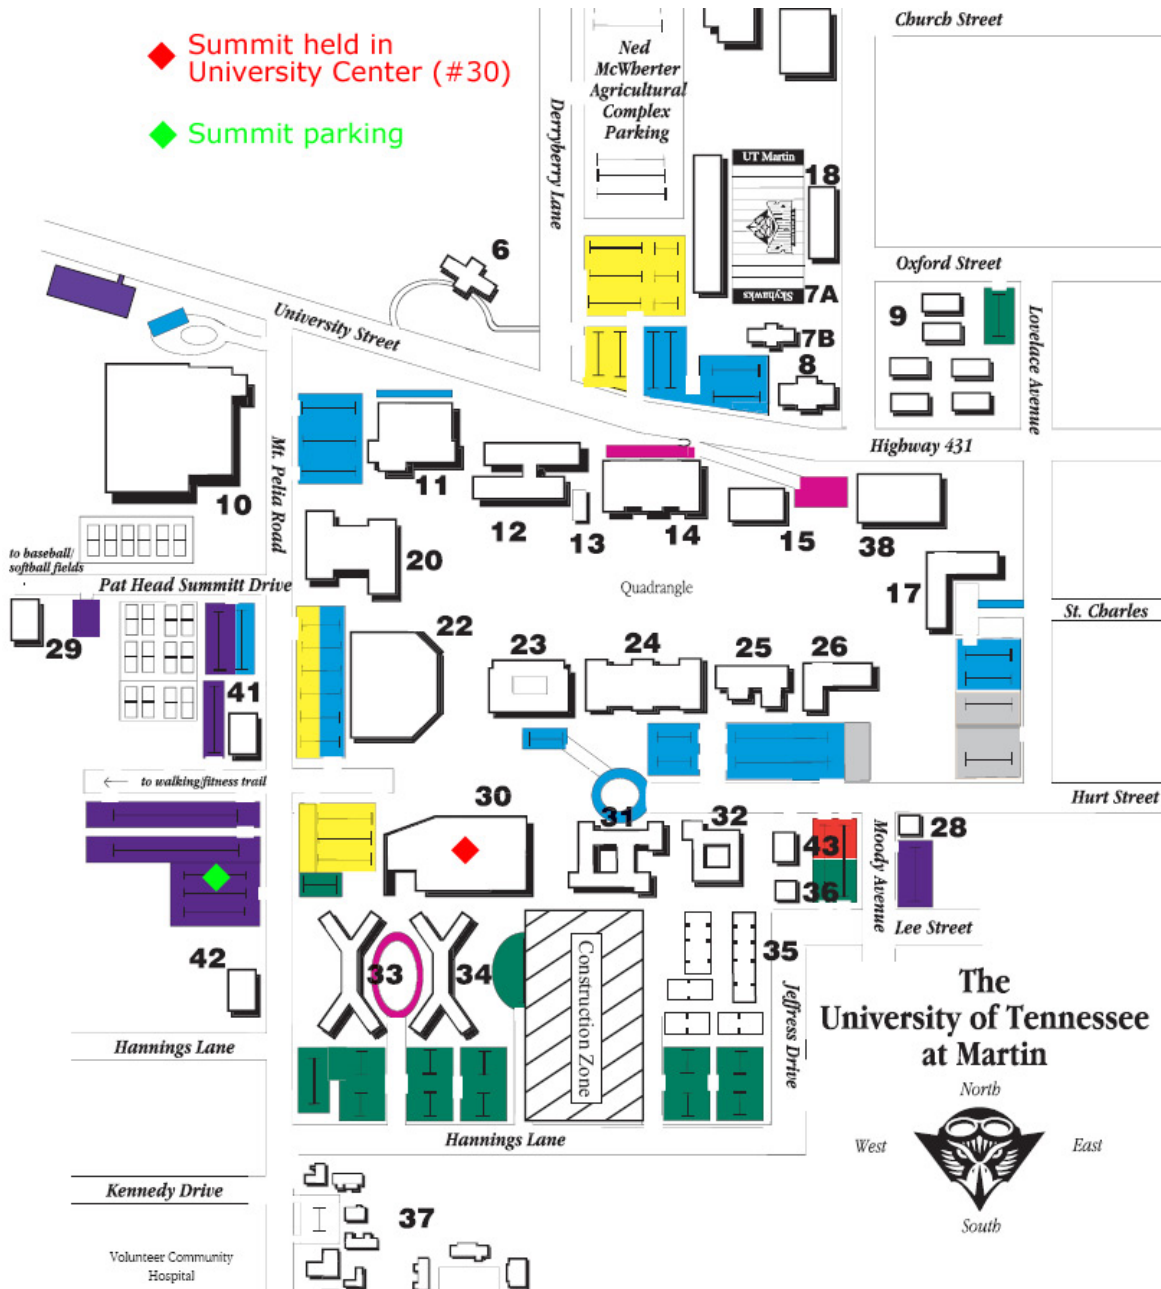 Church Street
Summit held in
University Center (#30)
Summit parking
Ned
McWherter
Agricultural
Complex
Parking
Derryberry Lane
UT Martin
18
6
Oxford Street
Skyhawks
7A
9
Lovelace Avenue
University Street
7B
8
Highway 431
Mt. Pelia Road
10
11
12
13
14
15
38
17
to baseball/
softball fields
Pat Head Summitt Drive
20
Quadrangle
St. Charles
29
22
23
24
25
26
41
to walking/fitness trail
Hurt Street
30
31
32
43
Moody Avenue
28
36
Lee Street
42
33
34
Construction Zone
35
Jeffress Drive
The
University of Tennessee
at Martin
Hannings Lane
North
West
East
South
Hannings Lane
Kennedy Drive
37
Volunteer Community
Hospital